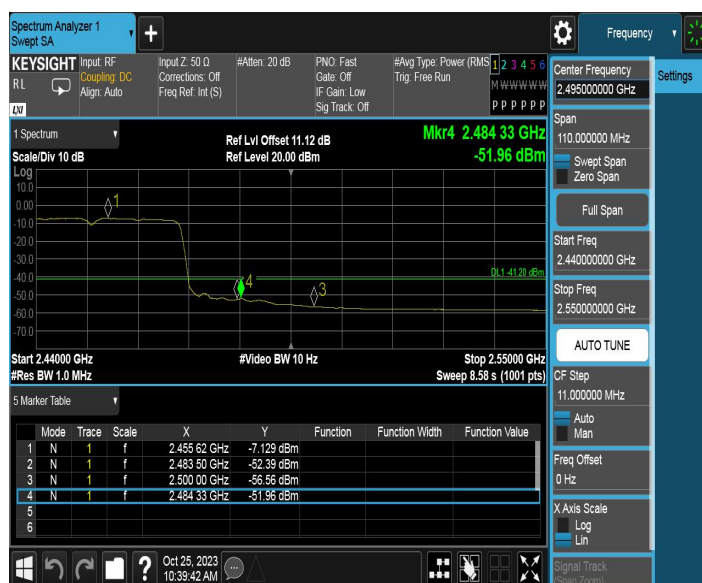 Spectrum Analyzer 1
Swept SA
Frequency
KEYSIGHT
RL
LXI
Input: RF
Coupling: DC
Align: Auto
Input Z: 50 Ω
Corrections: Off
Freq Ref: Int (S)
#Atten: 20 dB
PNO: Fast
Gate: Off
IF Gain: Low
Sig Track: Off
#Avg Type: Power (RMS
Trig: Free Run
1 2 3 4 5 6
M W W W W W
P P P P P P
1 Spectrum
Scale/Div 10 dB
Ref Lvl Offset 11.12 dB
Ref Level 20.00 dBm
Mkr4 2.484 33 GHz
-51.96 dBm
Log
10.0
0.00
-10.0
-20.0
-30.0
-40.0
-50.0
-60.0
-70.0
1
4
3
DL1 -41.20 dBm
Start 2.44000 GHz
#Video BW 10 Hz
Stop 2.55000 GHz
#Res BW 1.0 MHz
Sweep 8.58 s (1001 pts)
5 Marker Table
Mode Trace Scale X Y Function Function Width Function Value
1 N 1 f 2.455 62 GHz -7.129 dBm
2 N 1 f 2.483 50 GHz -52.39 dBm
3 N 1 f 2.500 00 GHz -56.56 dBm
4 N 1 f 2.484 33 GHz -51.96 dBm
5
6
?
Oct 25, 2023
10:39:42 AM
Center Frequency
2.495000000 GHz
Settings
Span
110.000000 MHz
Swept Span
Zero Span
Full Span
Start Freq
2.440000000 GHz
Stop Freq
2.550000000 GHz
AUTO TUNE
CF Step
11.000000 MHz
Auto
Man
Freq Offset
0 Hz
X Axis Scale
Log
Lin
Signal Track
(Span Zoom)